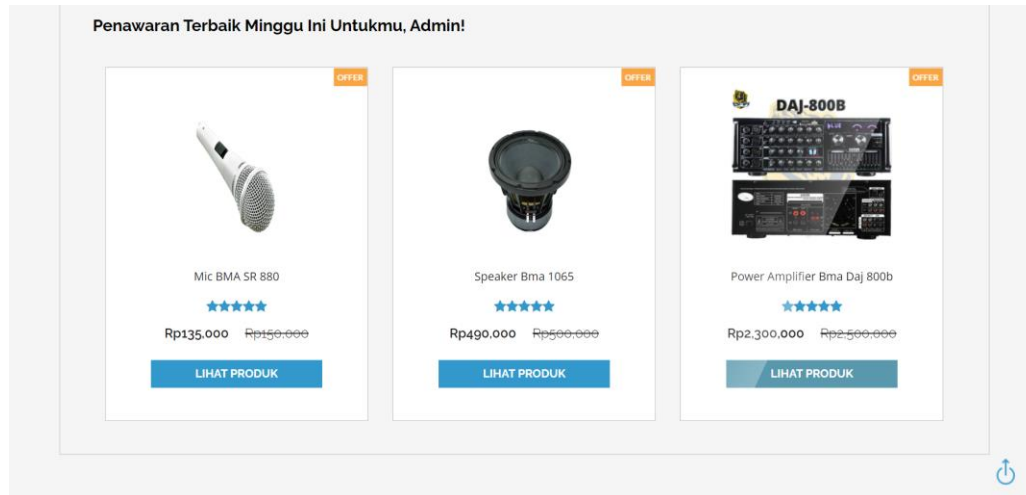 Penawaran Terbaik Minggu Ini Untukmu, Admin!
OFFER
Mic BMA SR 880
Rp135,000 Rp150,000
LIHAT PRODUK
OFFER
Speaker Bma 1065
Rp490,000 Rp500,000
LIHAT PRODUK
OFFER
DAJ-800B
Power Amplifier Bma Daj 800b
Rp2,300,000 Rp2,500,000
LIHAT PRODUK